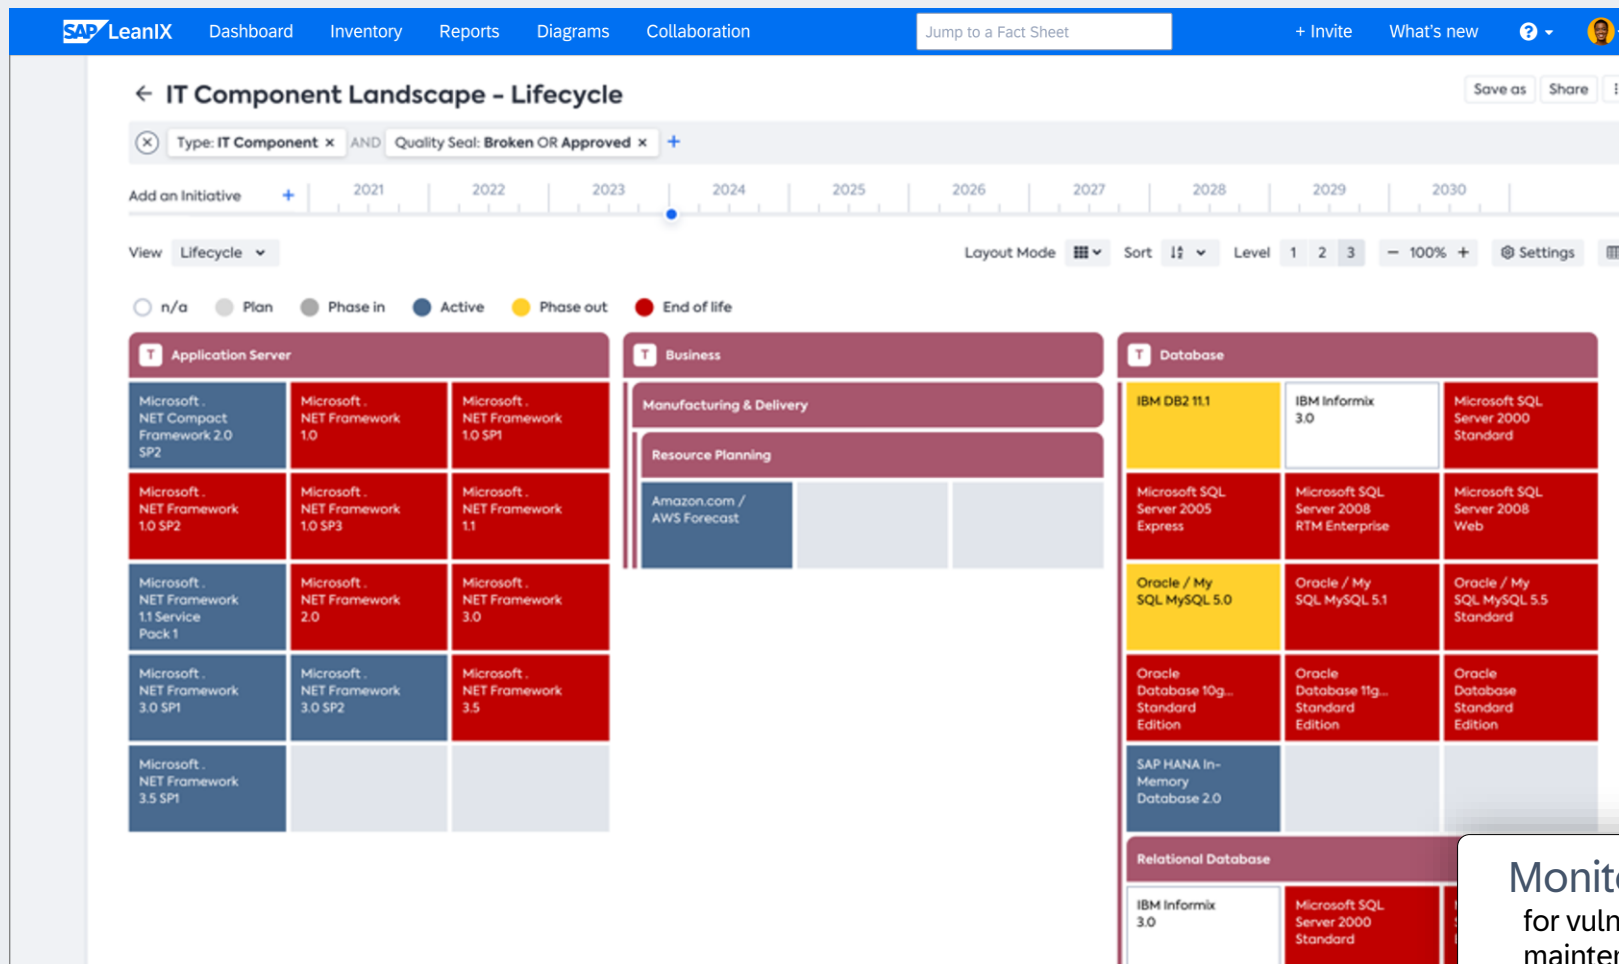 SAP LeanIX Dashboard Inventory Reports Diagrams Collaboration Jump to a Fact Sheet + Invite What's new ?
← IT Component Landscape - Lifecycle
Save as Share
Type: IT Component × AND Quality Seal: Broken OR Approved × +
Add an Initiative + 2021 2022 2023 2024 2025 2026 2027 2028 2029 2030
View Lifecycle Layout Mode Sort Level 1 2 3 − 100% + Settings
n/a Plan Phase in Active Phase out End of life
T Application Server
Microsoft .
NET Compact
Framework 2.0
SP2
Microsoft .
NET Framework
1.0
Microsoft .
NET Framework
1.0 SP1
Microsoft .
NET Framework
1.0 SP2
Microsoft .
NET Framework
1.0 SP3
Microsoft .
NET Framework
1.1
Microsoft .
NET Framework
1.1 Service
Pack 1
Microsoft .
NET Framework
2.0
Microsoft .
NET Framework
3.0
Microsoft .
NET Framework
3.0 SP1
Microsoft .
NET Framework
3.0 SP2
Microsoft .
NET Framework
3.5
Microsoft .
NET Framework
3.5 SP1
T Business
Manufacturing & Delivery
Resource Planning
Amazon.com /
AWS Forecast
T Database
IBM DB2 11.1
IBM Informix
3.0
Microsoft SQL
Server 2000
Standard
Microsoft SQL
Server 2005
Express
Microsoft SQL
Server 2008
RTM Enterprise
Microsoft SQL
Server 2008
Web
Oracle / My
SQL MySQL 5.0
Oracle / My
SQL MySQL 5.1
Oracle / My
SQL MySQL 5.5
Standard
Oracle
Database 10g...
Standard
Edition
Oracle
Database 11g...
Standard
Edition
Oracle
Database
Standard
Edition
SAP HANA In-
Memory
Database 2.0
Relational Database
IBM Informix
3.0
Microsoft SQL
Server 2000
Standard
Monito
for vuln
mainten